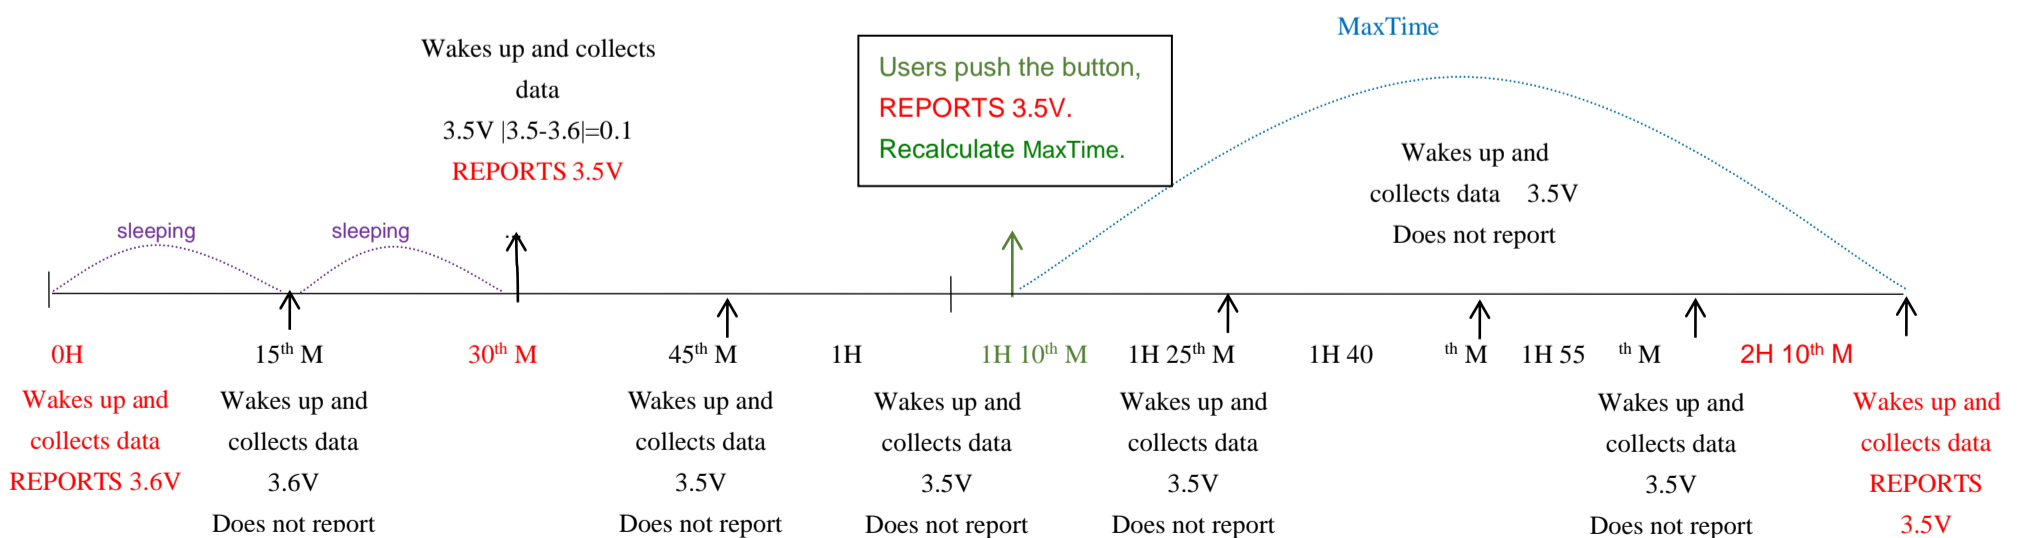 MaxTime
Wakes up and collects
data
3.5V |3.5-3.6|=0.1
REPORTS 3.5V
Users push the button,
REPORTS 3.5V.
Recalculate MaxTime.
Wakes up and
collects data 3.5V
Does not report
sleeping
sleeping
0H 15th M 30th M 45th M 1H 1H 10th M 1H 25th M 1H 40 th M 1H 55 th M 2H 10th M
Wakes up and
collects data
REPORTS 3.6V
Wakes up and
collects data
3.6V
Does not report
Wakes up and
collects data
3.5V
Does not report
Wakes up and
collects data
3.5V
Does not report
Wakes up and
collects data
3.5V
Does not report
Wakes up and
collects data
3.5V
Does not report
Wakes up and
collects data
REPORTS
3.5V